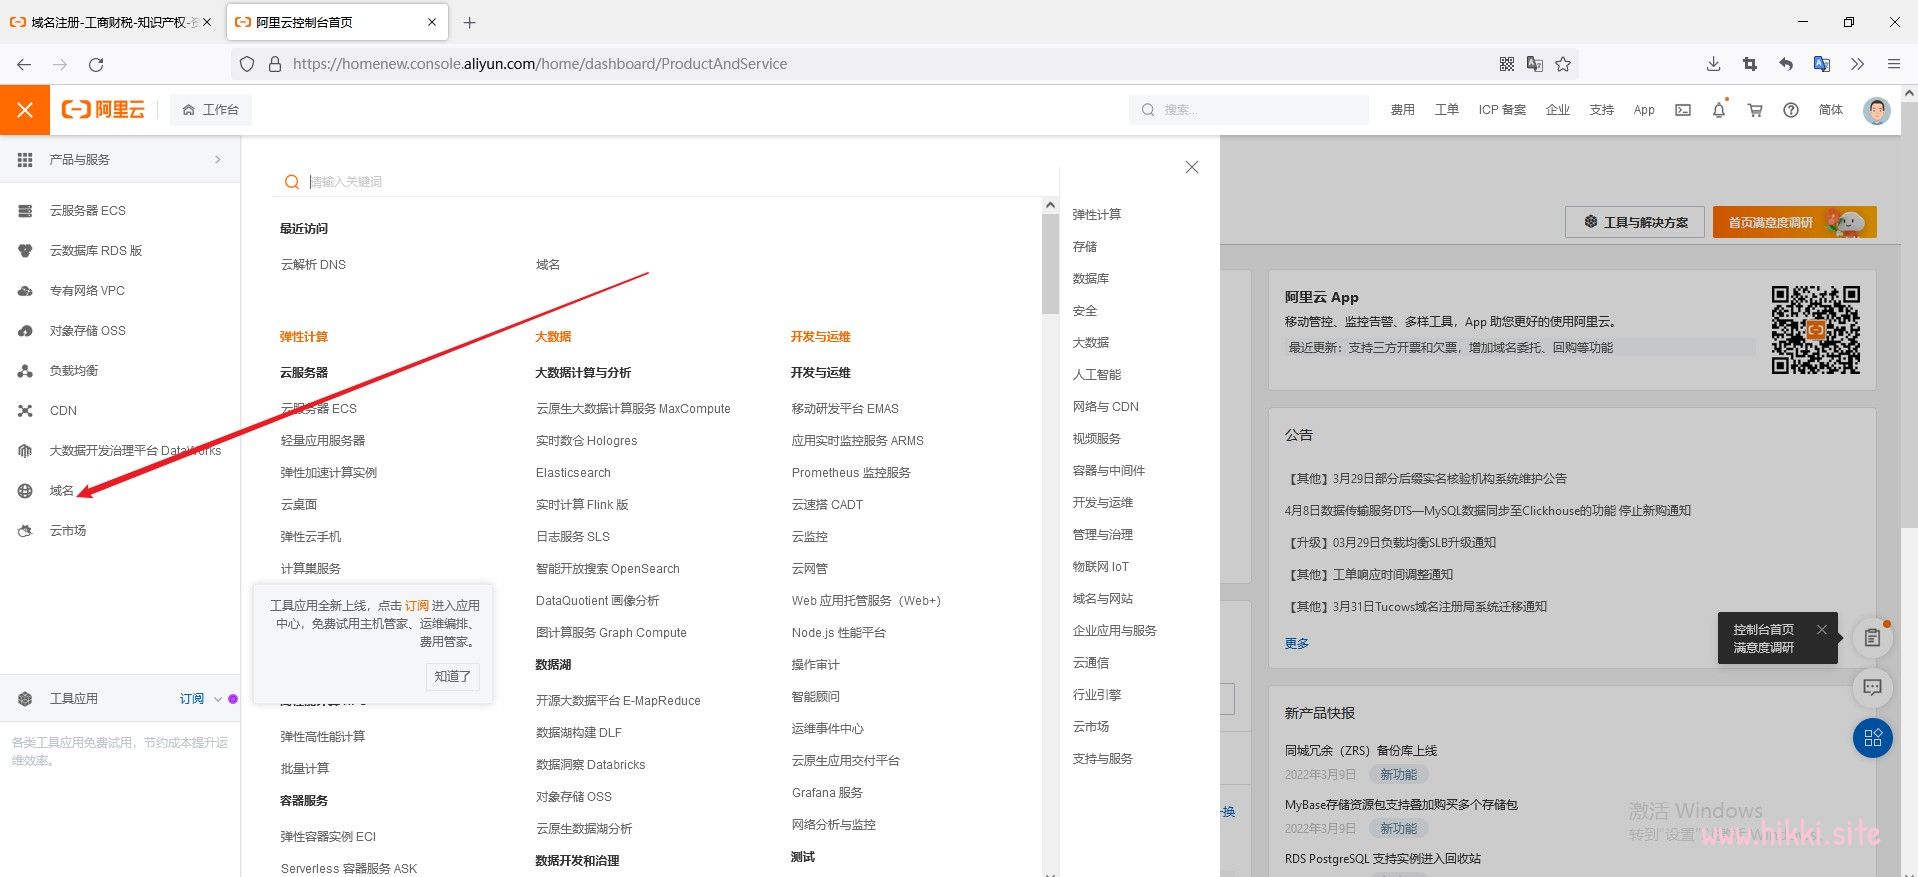 域名注册-工商财税-知识产权-资
阿里云控制台首页
https://homenew.console.aliyun.com/home/dashboard/ProductAndService
阿里云
工作台
搜索...
费用
工单
ICP 备案
企业
支持
App
简体
产品与服务
云服务器 ECS
云数据库 RDS 版
专有网络 VPC
对象存储 OSS
负载均衡
CDN
大数据开发治理平台 DataWorks
域名
云市场
工具应用
订阅
各类工具应用免费试用，节约成本提升运
维效率。
请输入关键词
最近访问
云解析 DNS
域名
弹性计算
云服务器
云服务器 ECS
轻量应用服务器
弹性加速计算实例
云桌面
弹性云手机
计算巢服务
工具应用全新上线，点击 订阅 进入应用
中心，免费试用主机管家、运维编排、
费用管家。
知道了
弹性高性能计算
批量计算
容器服务
弹性容器实例 ECI
Serverless 容器服务 ASK
大数据
大数据计算与分析
云原生大数据计算服务 MaxCompute
实时数仓 Hologres
Elasticsearch
实时计算 Flink 版
日志服务 SLS
智能开放搜索 OpenSearch
DataQuotient 画像分析
图计算服务 Graph Compute
数据湖
开源大数据平台 E-MapReduce
数据湖构建 DLF
数据洞察 Databricks
对象存储 OSS
云原生数据湖分析
数据开发和治理
开发与运维
开发与运维
移动研发平台 EMAS
应用实时监控服务 ARMS
Prometheus 监控服务
云速搭 CADT
云监控
云网管
Web 应用托管服务（Web+）
Node.js 性能平台
操作审计
智能顾问
运维事件中心
云原生应用交付平台
Grafana 服务
网络分析与监控
测试
弹性计算
存储
数据库
安全
大数据
人工智能
网络与 CDN
视频服务
容器与中间件
开发与运维
管理与治理
物联网 IoT
域名与网站
企业应用与服务
云通信
行业引擎
云市场
支持与服务
工具与解决方案
首页满意度调研
阿里云 App
移动管控、监控告警、多样工具，App 助您更好的使用阿里云。
最近更新：支持三方开票和欠票，增加域名委托、回购等功能
公告
【其他】3月29日部分后缀实名核验机构系统维护公告
4月8日数据传输服务DTS—MySQL数据同步至Clickhouse的功能 停止新购通知
【升级】03月29日负载均衡SLB升级通知
【其他】工单响应时间调整通知
【其他】3月31日Tucows域名注册局系统迁移通知
更多
控制台首页
满意度调研
新产品快报
同城冗余（ZRS）备份库上线
2022年3月9日
新功能
MyBase存储资源包支持叠加购买多个存储包
2022年3月9日
新功能
RDS PostgreSQL 支持实例进入回收站
换
激活 Windows
转到"设置"
www.hikki.site